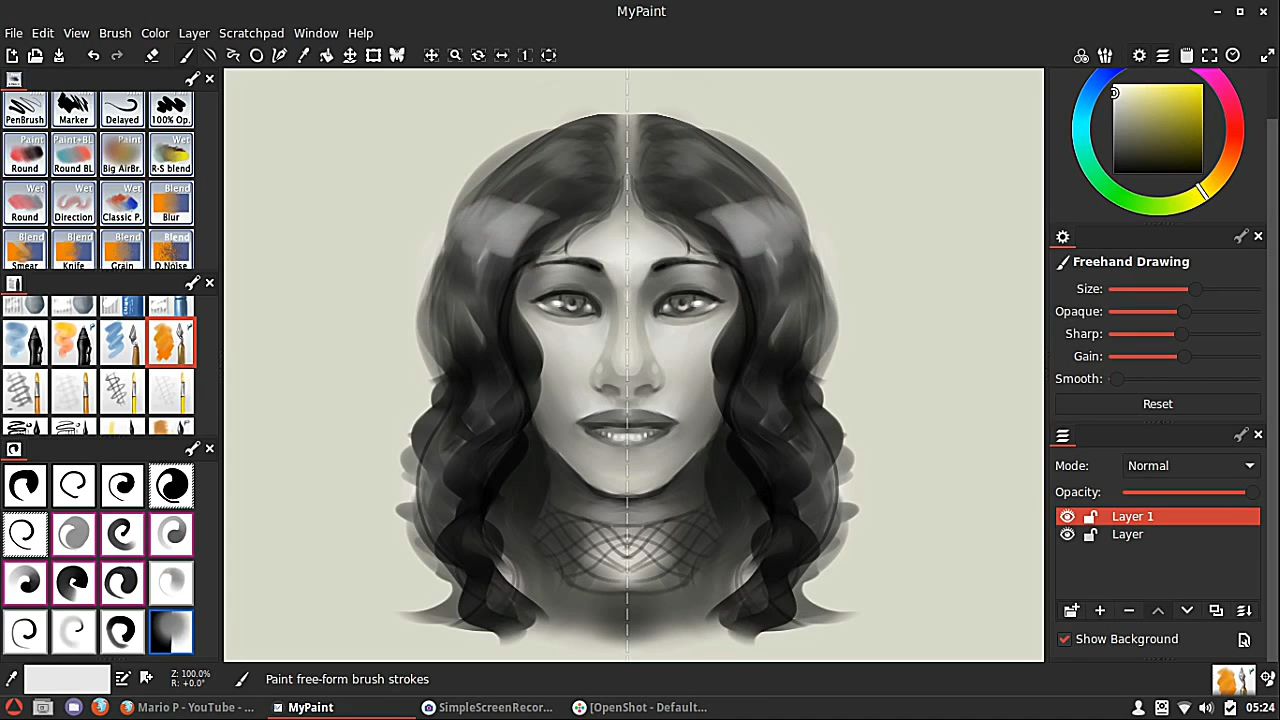 MyPaint
File Edit View Brush Color Layer Scratchpad Window Help
PenBrush Marker Delayed 100% Op.
Paint Paint+BL Paint Wet
Round Round BL Big AirBr. R-S blend
Wet Wet Wet Blend
Round Direction Classic P. Blur
Blend Blend Blend Blend
Smear Knife Grain D.Noise
Freehand Drawing
Size:
Opaque:
Sharp:
Gain:
Smooth:
Reset
Mode: Normal
Opacity:
Layer 1
Layer
Show Background
Z: 100.0%
R: +0.0°
Paint free-form brush strokes
Mario P - YouTube - ... MyPaint SimpleScreenRecor... [OpenShot - Default... 05:24